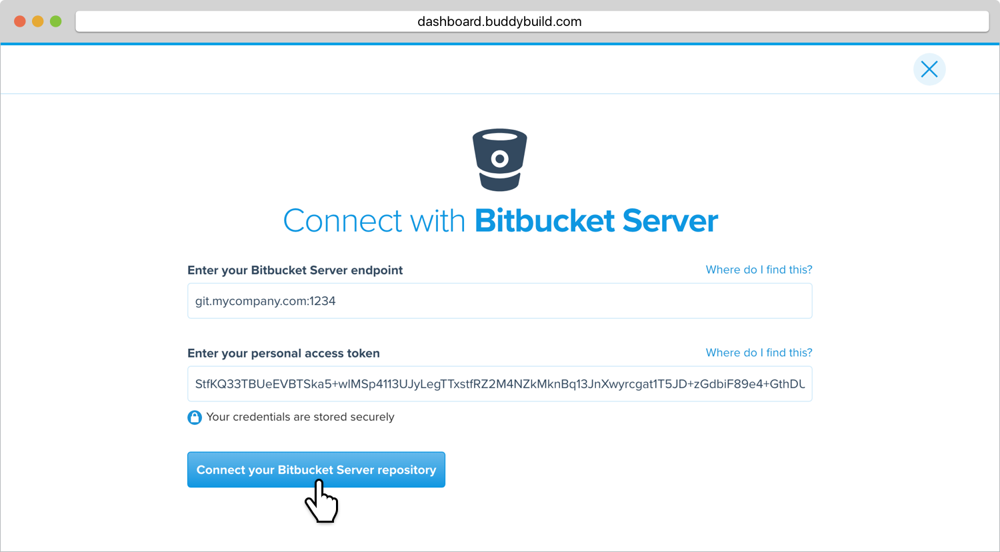 dashboard.buddybuild.com
Connect with Bitbucket Server
Enter your Bitbucket Server endpoint
Where do I find this?
git.mycompany.com:1234
Enter your personal access token
Where do I find this?
StfKQ33TBUeEVBTSka5+wlMSp4113UJyLegTTxstfRZ2M4NZkMknBq13JnXwyrcgat1T5JD+zGdbiF89e4+GthDU
Your credentials are stored securely
Connect your Bitbucket Server repository